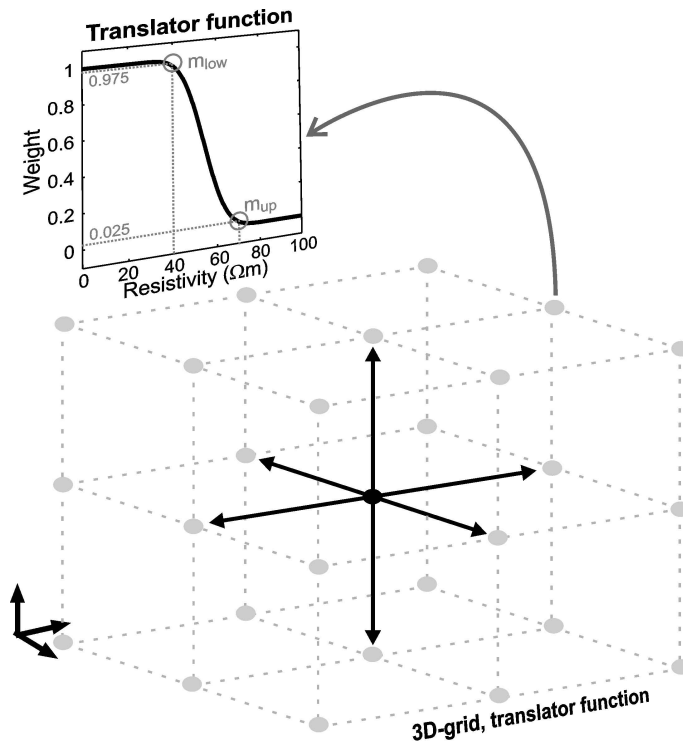 Translator function
1
0.975
m_low
0.8
0.6
Weight
0.4
0.2
m_up
0.025
0
0 20 40 60 80 100
Resistivity (Ωm)
3D-grid, translator function